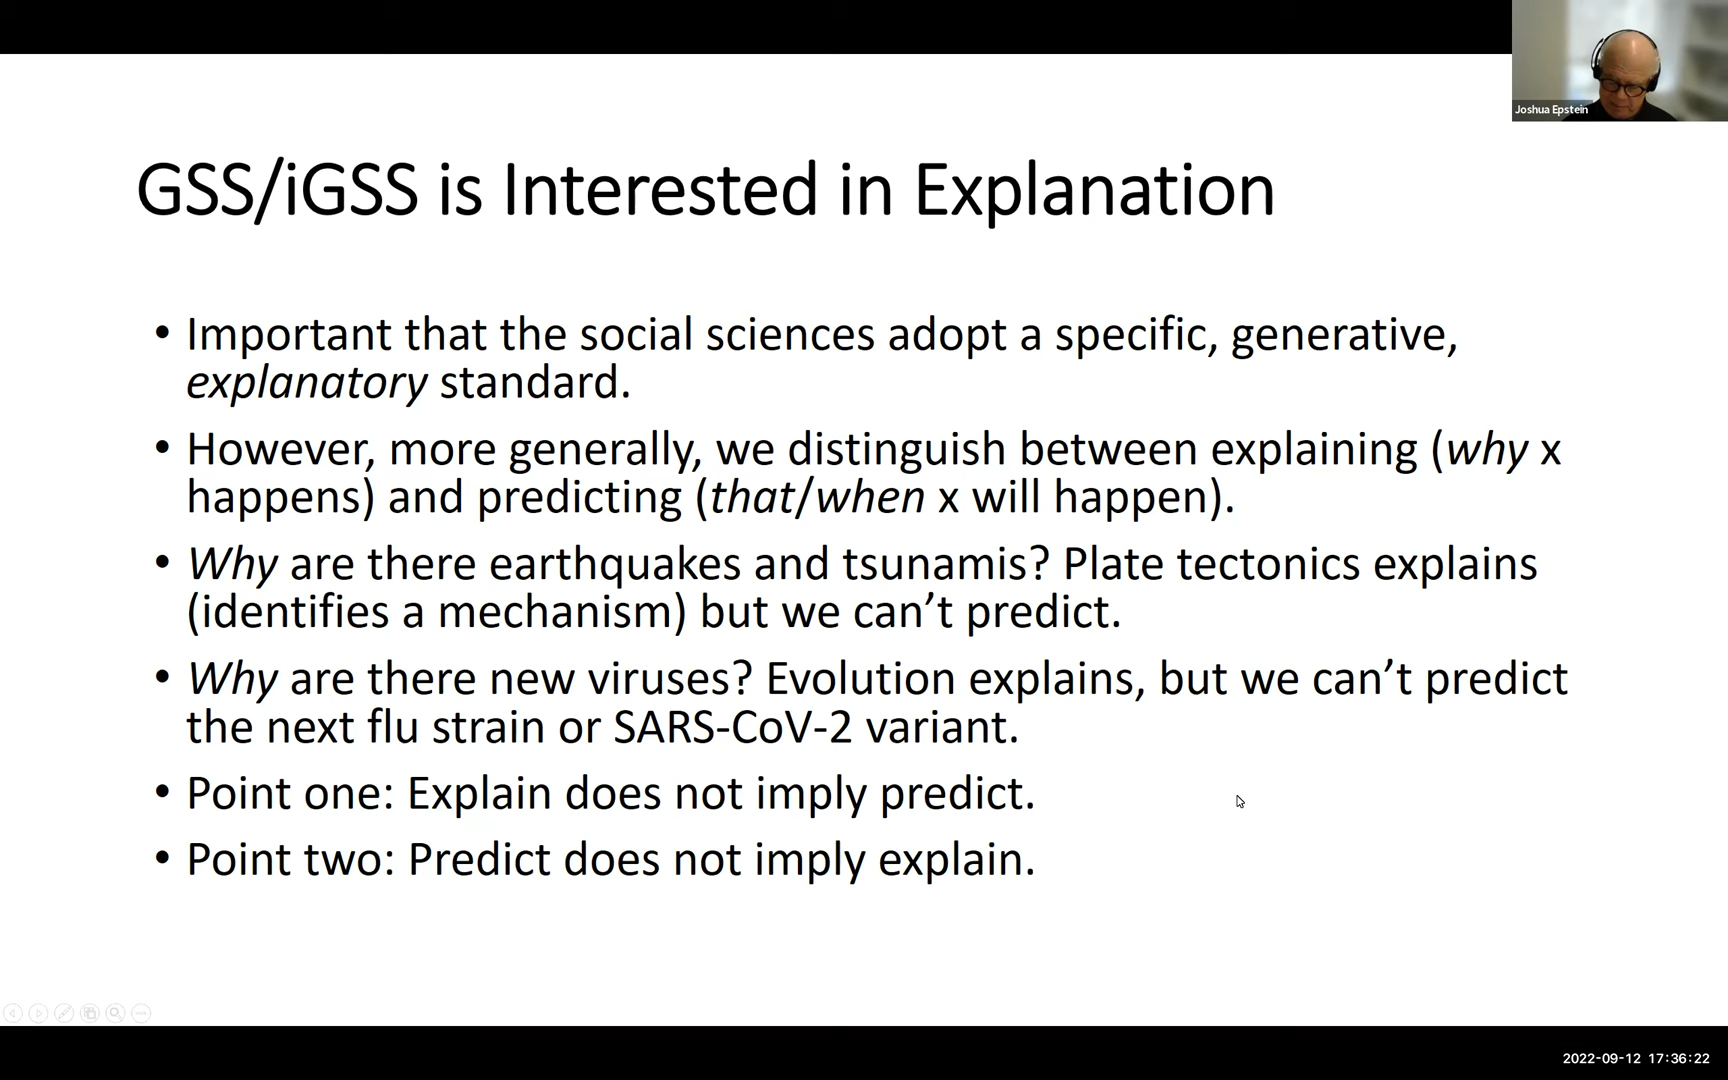 Joshua Epstein
GSS/iGSS is Interested in Explanation
• Important that the social sciences adopt a specific, generative,
explanatory standard.
• However, more generally, we distinguish between explaining (why x
happens) and predicting (that/when x will happen).
• Why are there earthquakes and tsunamis? Plate tectonics explains
(identifies a mechanism) but we can’t predict.
• Why are there new viruses? Evolution explains, but we can’t predict
the next flu strain or SARS-CoV-2 variant.
• Point one: Explain does not imply predict.
• Point two: Predict does not imply explain.
2022-09-12 17:36:22